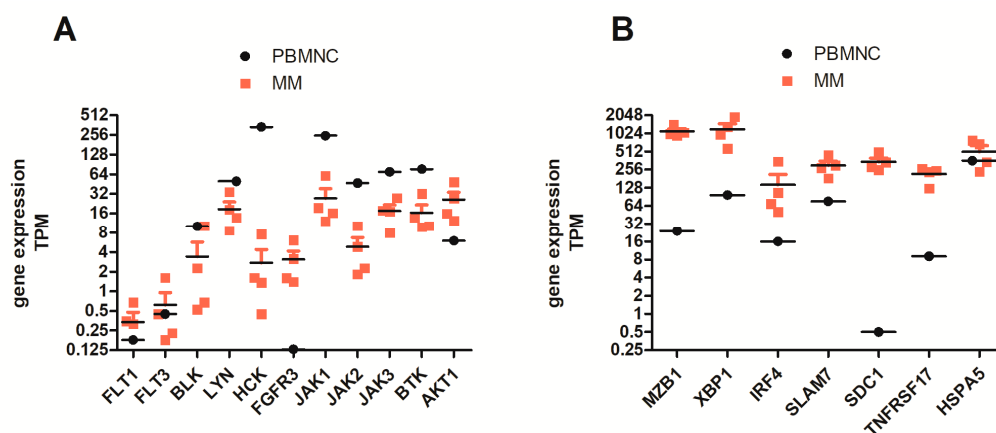 A
PBMNC
MM
gene expression
TPM
512
256
128
64
32
16
8
4
2
1
0.5
0.25
0.125
FLT1
FLT3
BLK
LYN
HCK
FGFR3
JAK1
JAK2
JAK3
BTK
AKT1
B
PBMNC
MM
gene expression
TPM
2048
1024
512
256
128
64
32
16
8
4
2
1
0.5
0.25
MZB1
XBP1
IRF4
SLAM7
SDC1
TNFRSF17
HSPA5